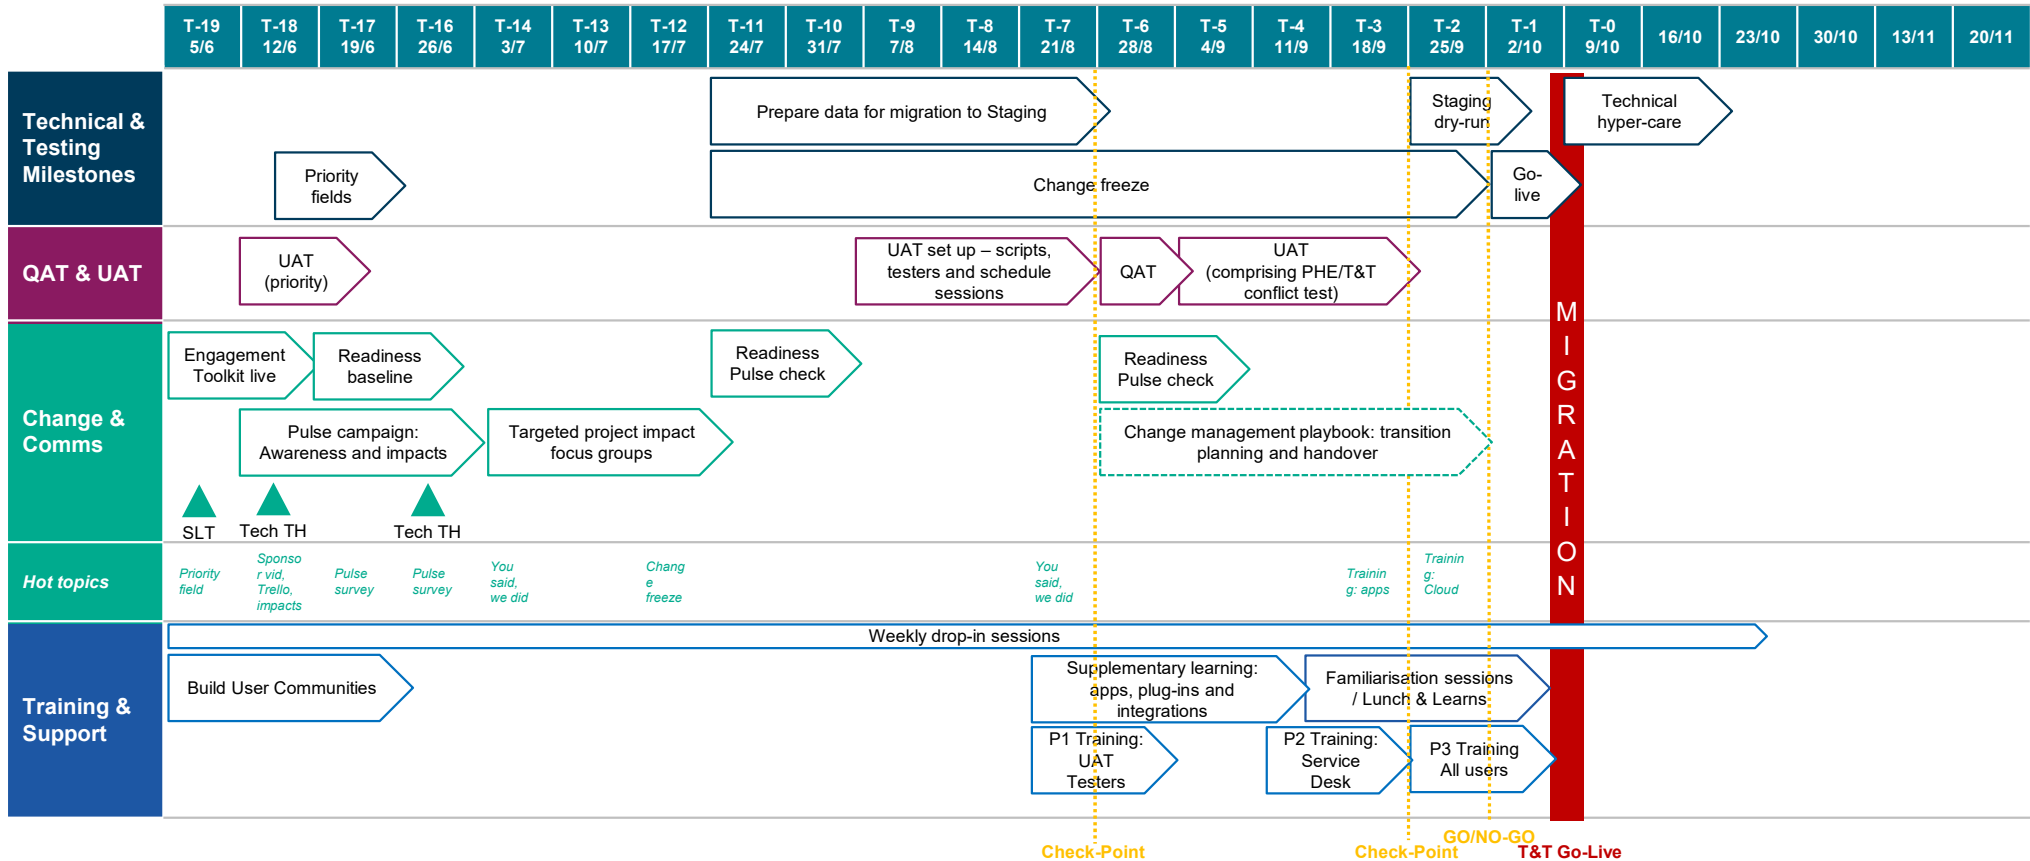 T-19
5/6
T-18
12/6
T-17
19/6
T-16
26/6
T-14
3/7
T-13
10/7
T-12
17/7
T-11
24/7
T-10
31/7
T-9
7/8
T-8
14/8
T-7
21/8
T-6
28/8
T-5
4/9
T-4
11/9
T-3
18/9
T-2
25/9
T-1
2/10
T-0
9/10
16/10
23/10
30/10
13/11
20/11
Technical &
Testing
Milestones
Prepare data for migration to Staging
Staging
dry-run
Technical
hyper-care
Priority
fields
Change freeze
Go-
live
QAT & UAT
UAT
(priority)
UAT set up – scripts,
testers and schedule
sessions
QAT
UAT
(comprising PHE/T&T
conflict test)
MIGRATION
Change &
Comms
Engagement
Toolkit live
Readiness
baseline
Readiness
Pulse check
Readiness
Pulse check
Pulse campaign:
Awareness and impacts
Targeted project impact
focus groups
Change management playbook: transition
planning and handover
SLT
Tech TH
Tech TH
Hot topics
Priority
field
Sponso
r vid,
Trello,
impacts
Pulse
survey
Pulse
survey
You
said,
we did
Chang
e
freeze
You
said,
we did
Trainin
g: apps
Trainin
g:
Cloud
Training &
Support
Weekly drop-in sessions
Build User Communities
Supplementary learning:
apps, plug-ins and
integrations
Familiarisation sessions
/ Lunch & Learns
P1 Training:
UAT
Testers
P2 Training:
Service
Desk
P3 Training
All users
Check-Point
Check-Point
GO/NO-GO
T&T Go-Live